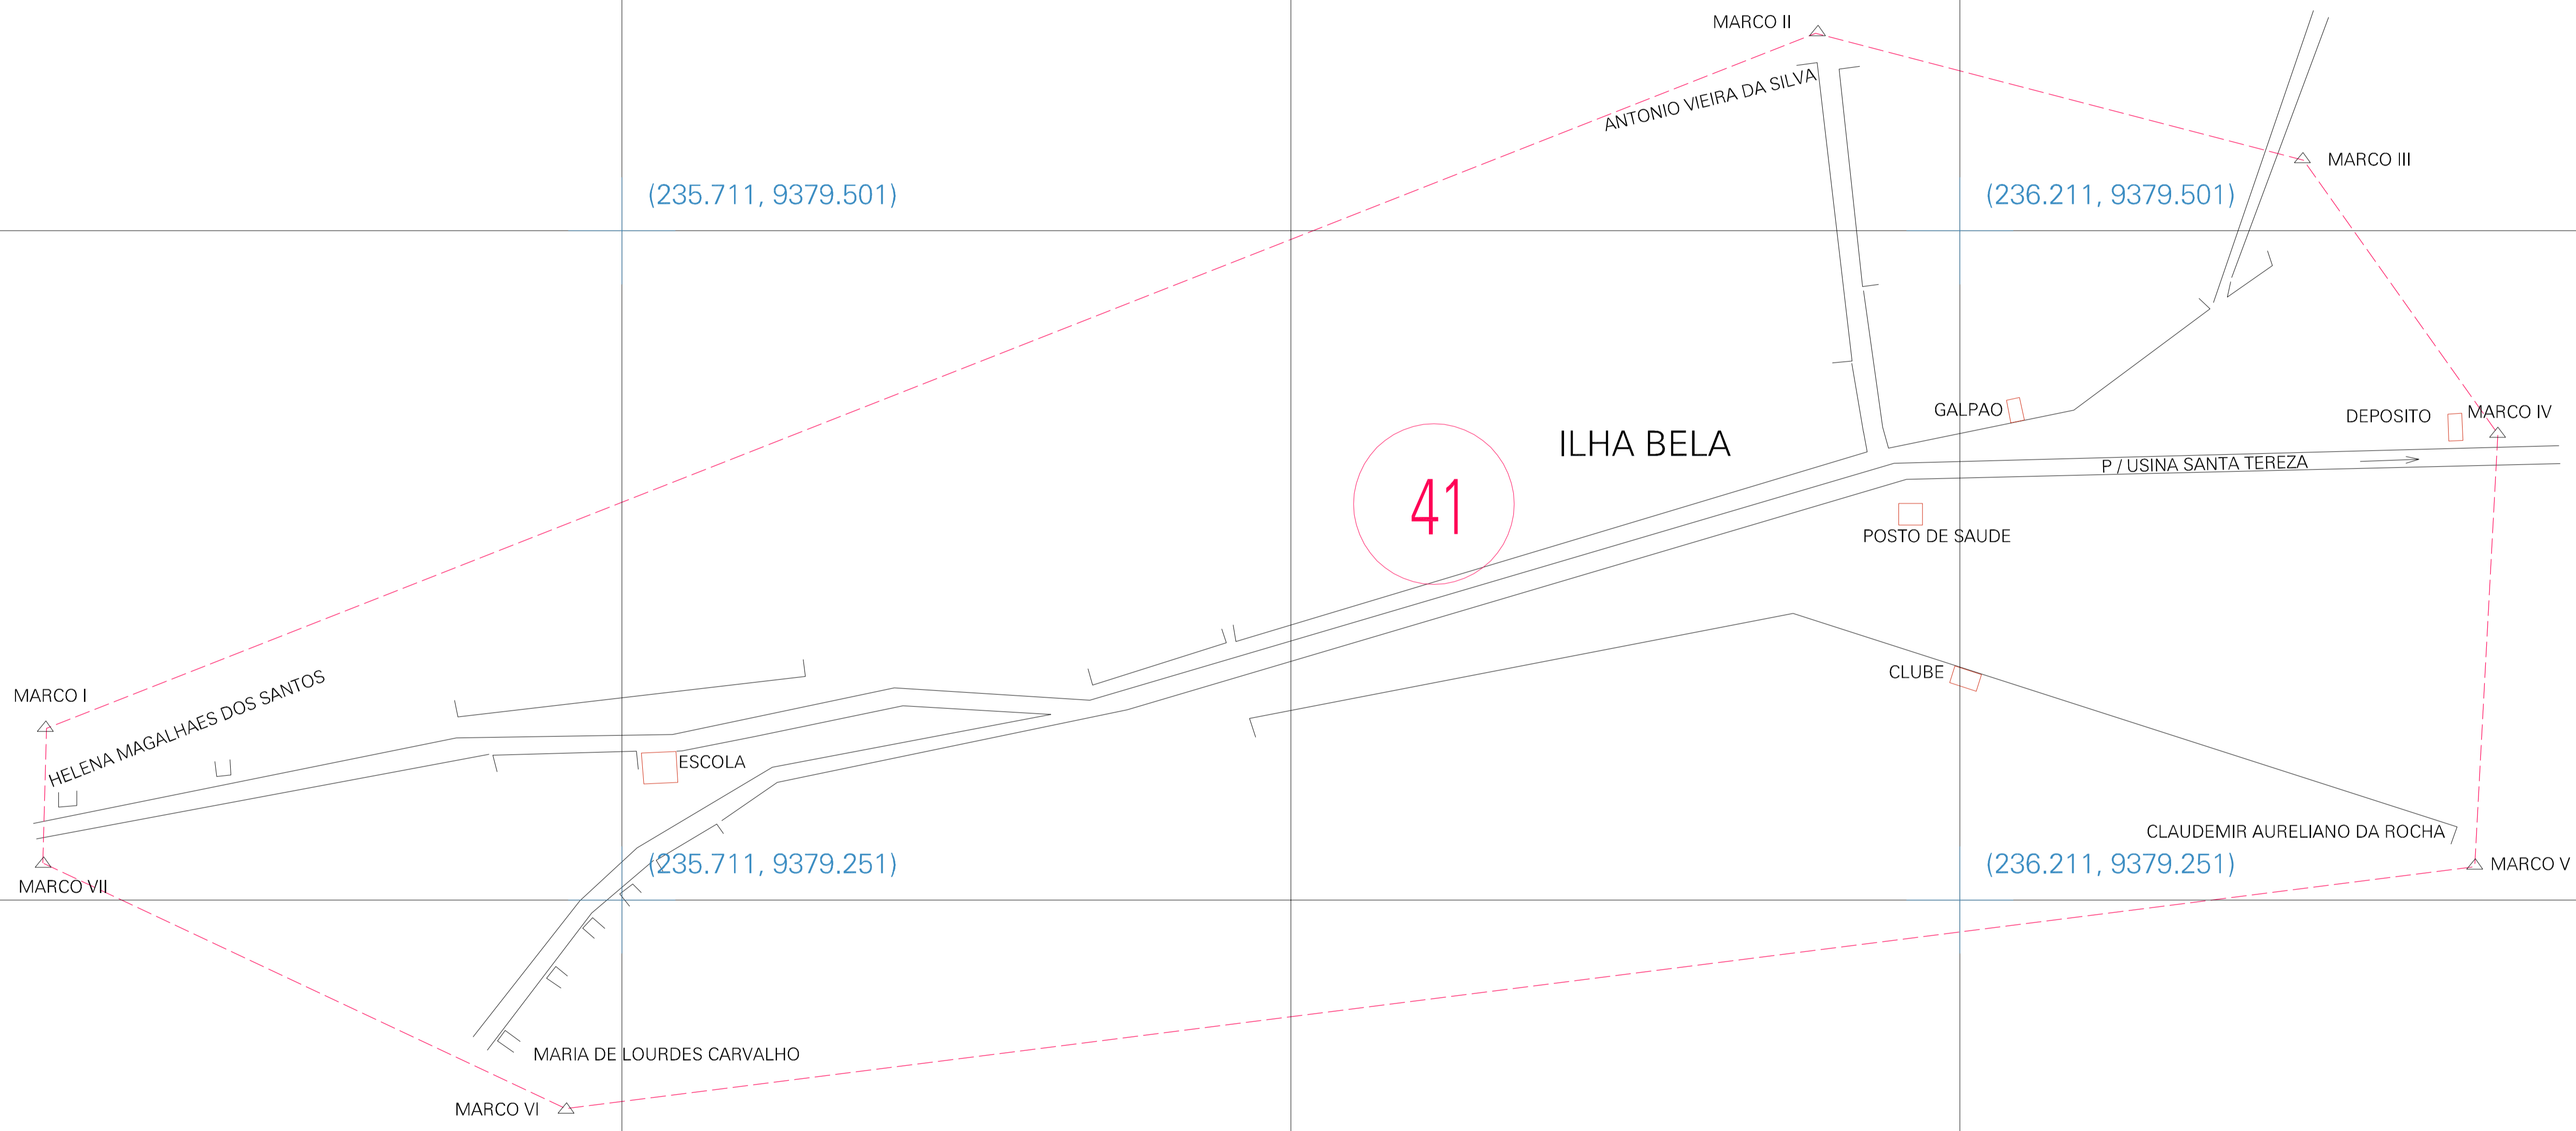 MARCO II
ANTONIO VIEIRA DA SILVA
MARCO III
(235.711, 9379.501)
(236.211, 9379.501)
GALPAO
DEPOSITO
MARCO IV
ILHA BELA
P / USINA SANTA TEREZA
41
POSTO DE SAUDE
CLUBE
MARCO I
HELENA MAGALHAES DOS SANTOS
ESCOLA
CLAUDEMIR AURELIANO DA ROCHA
(235.711, 9379.251)
(236.211, 9379.251)
MARCO V
MARCO VII
MARIA DE LOURDES CARVALHO
MARCO VI